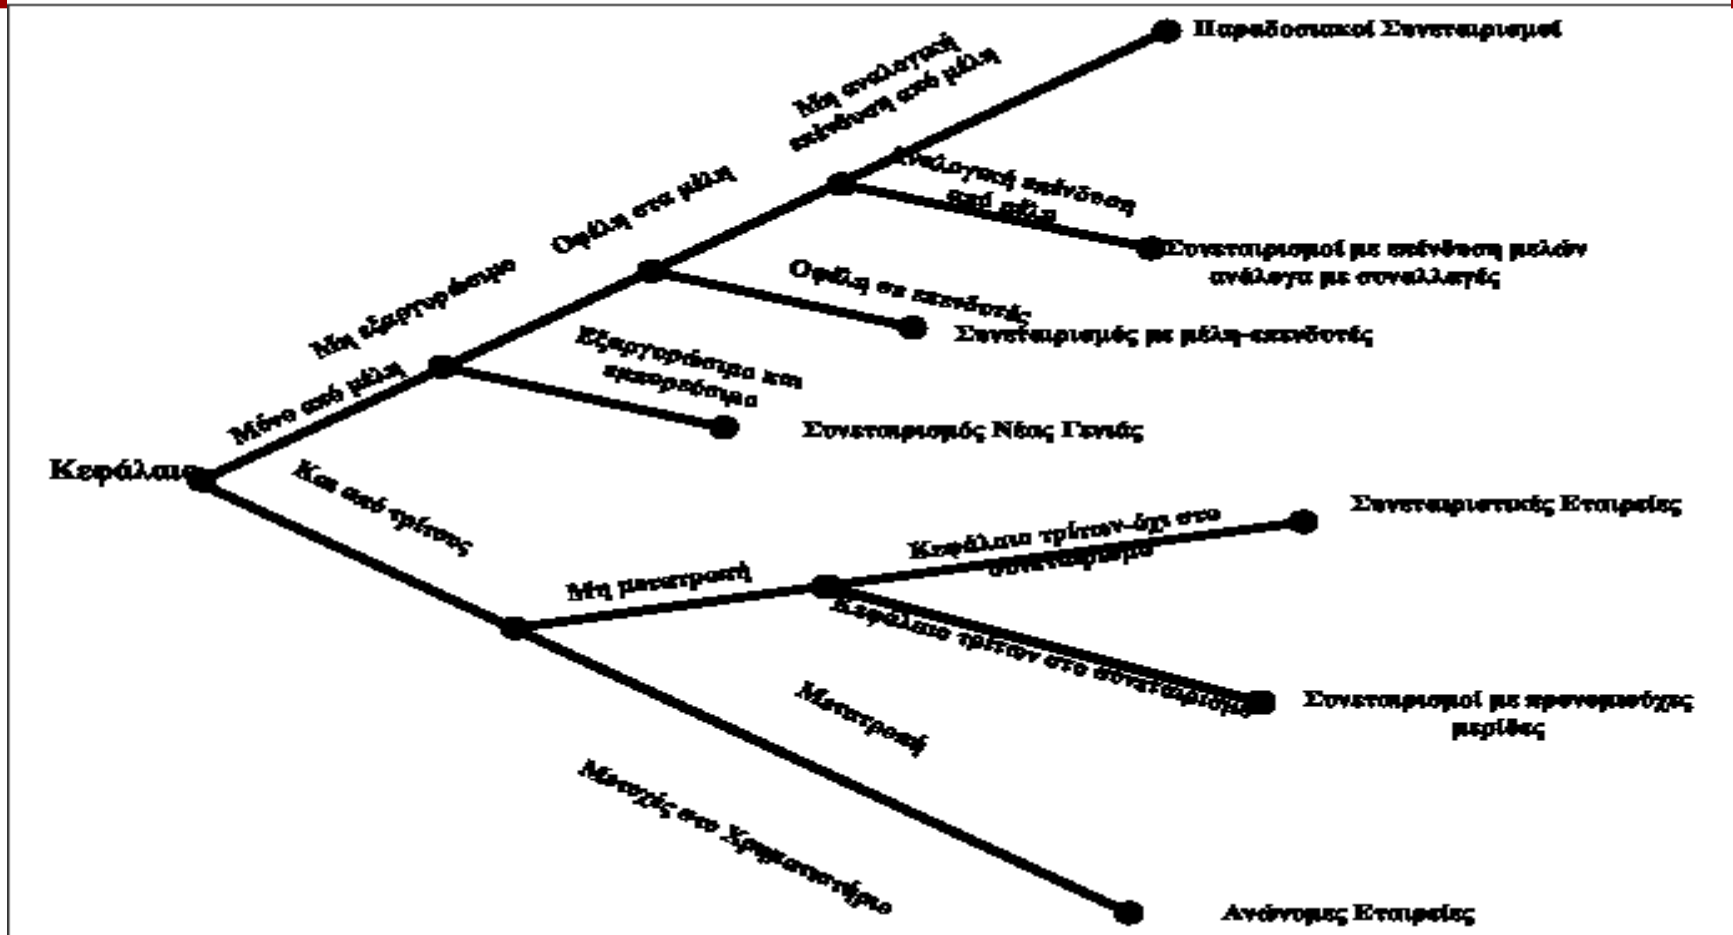 Παραδοσιακοί Συνεταιρισμοί
Μη αναλογική
επένδυση από μέλη
Αναλογική επένδυση
από μέλη
Συνεταιρισμοί με επένδυση μελών
ανάλογα με συναλλαγές
Οφέλη στα μέλη
Οφέλη σε επενδυτές
Συνεταιρισμός με μέλη-επενδυτές
Μη εξαργυρώσιμο
Εξαργυρώσιμο και
εμπορεύσιμο
Συνεταιρισμός Νέας Γενιάς
Μόνο από μέλη
Κεφάλαιο
Και από τρίτους
Συνεταιριστικές Εταιρείες
Κεφάλαιο τρίτων-όχι στο
συνεταιρισμό
Μη μετατροπή
Κεφάλαιο τρίτων στο συνεταιρισμό
Συνεταιρισμοί με προνομιούχες
μερίδες
Μετατροπή
Μετοχές στο Χρηματιστήριο
Ανώνυμες Εταιρείες